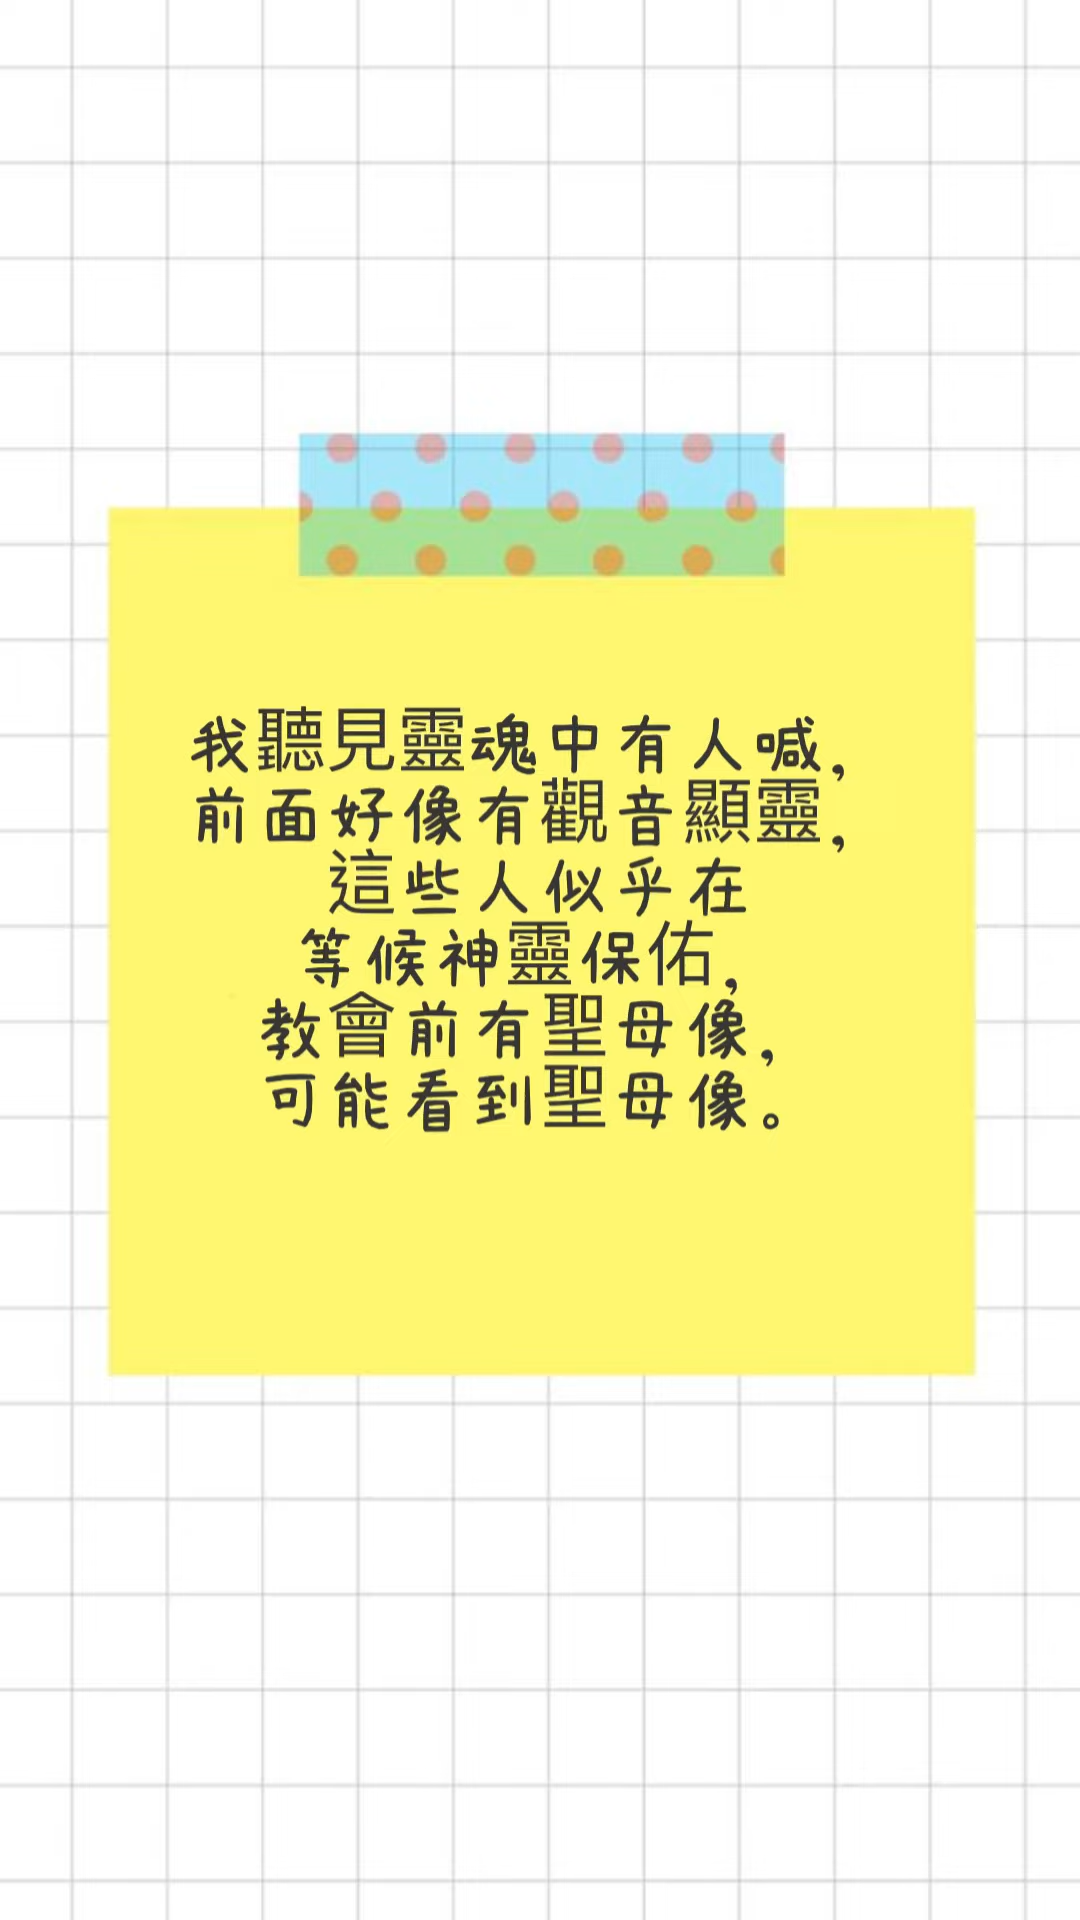 我聽見靈魂中有人喊,
前面好像有觀音顯靈,
這些人似乎在
等候神靈保佑,
教會前有聖母像,
可能看到聖母像。